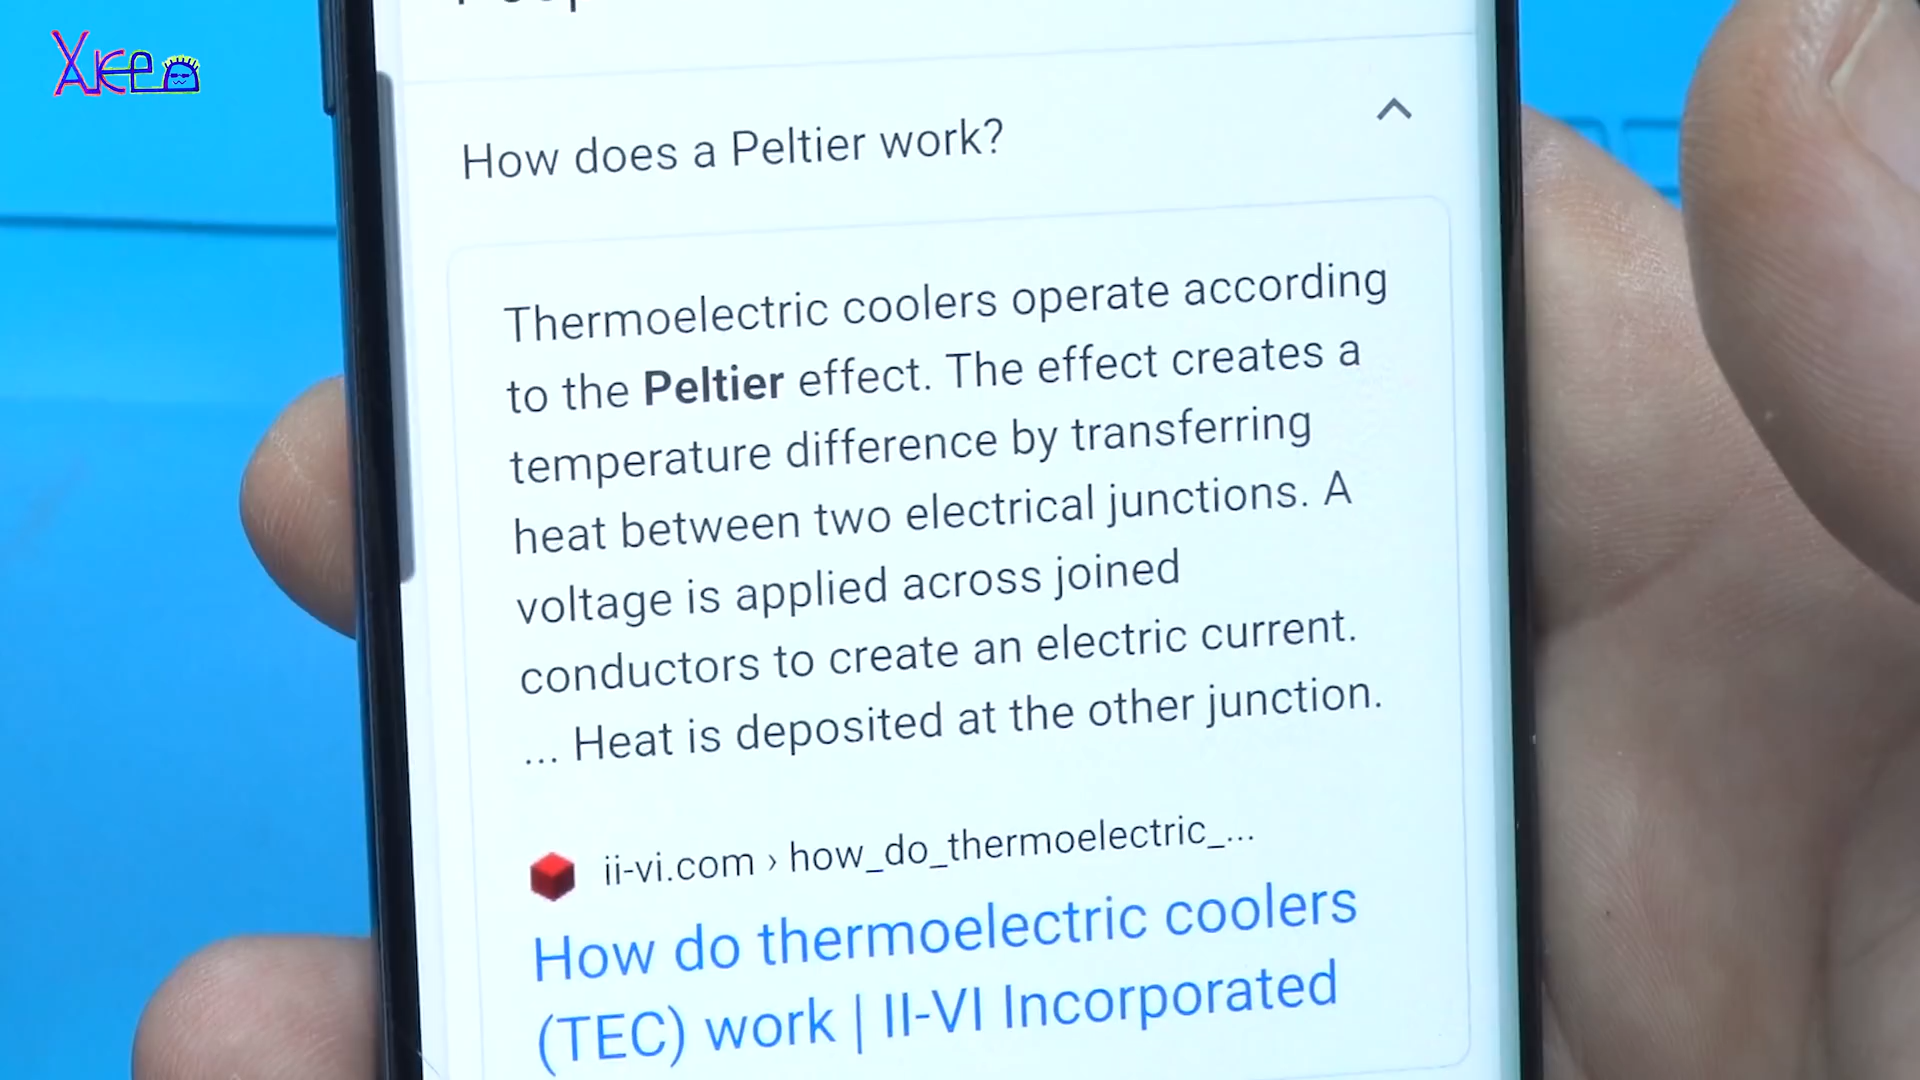 How does a Peltier work?
Thermoelectric coolers operate according
to the Peltier effect. The effect creates a
temperature difference by transferring
heat between two electrical junctions. A
voltage is applied across joined
conductors to create an electric current.
... Heat is deposited at the other junction.
ii-vi.com › how_do_thermoelectric_...
How do thermoelectric coolers
(TEC) work | II-VI Incorporated